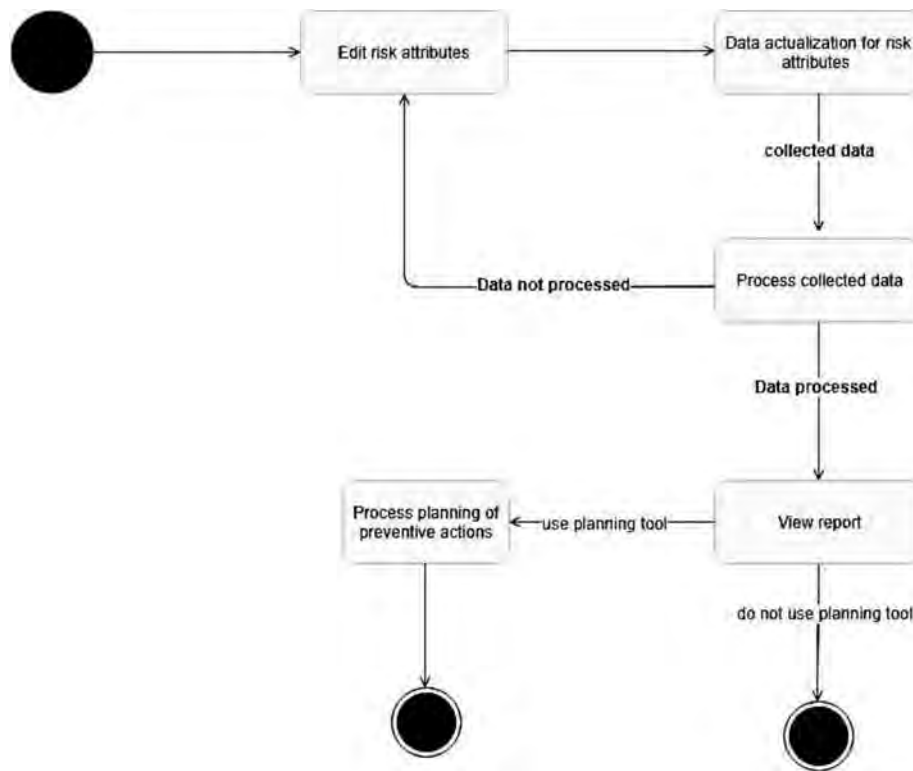 Edit risk attributes
Data actualization for risk
attributes
collected data
Data not processed
Process collected data
Data processed
Process planning of
preventive actions
use planning tool
View report
do not use planning tool